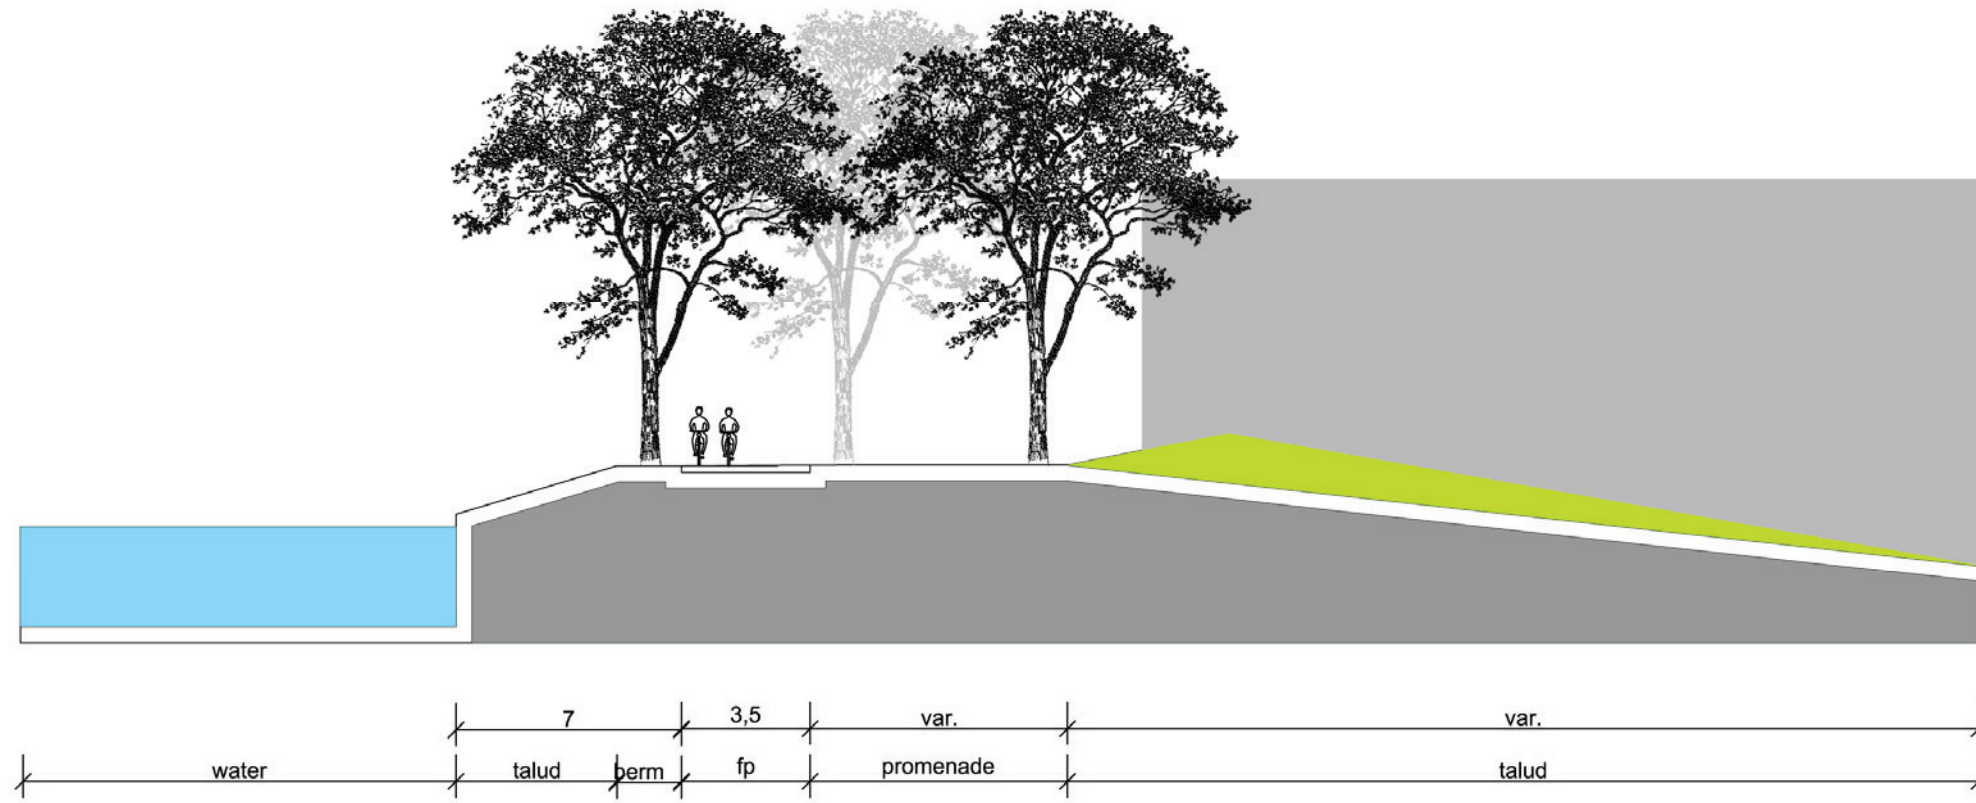 7 3,5 var. var.
water talud berm fp promenade talud